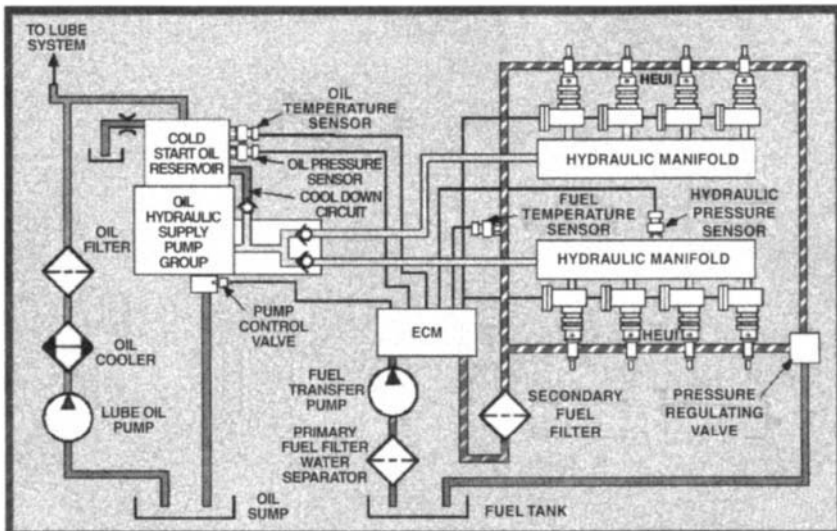 TO LUBE
SYSTEM
OIL
TEMPERATURE
SENSOR
COLD
START OIL
RESERVOIR
OIL PRESSURE
SENSOR
COOL DOWN
CIRCUIT
OIL
HYDRAULIC
SUPPLY
PUMP
GROUP
OIL
FILTER
OIL
COOLER
LUBE OIL
PUMP
PUMP
CONTROL
VALVE
OIL
SUMP
HEUI
HYDRAULIC MANIFOLD
FUEL
TEMPERATURE
SENSOR
HYDRAULIC
PRESSURE
SENSOR
HYDRAULIC MANIFOLD
HEUI
ECM
FUEL
TRANSFER
PUMP
PRIMARY
FUEL FILTER
WATER
SEPARATOR
SECONDARY
FUEL
FILTER
PRESSURE
REGULATING
VALVE
FUEL TANK